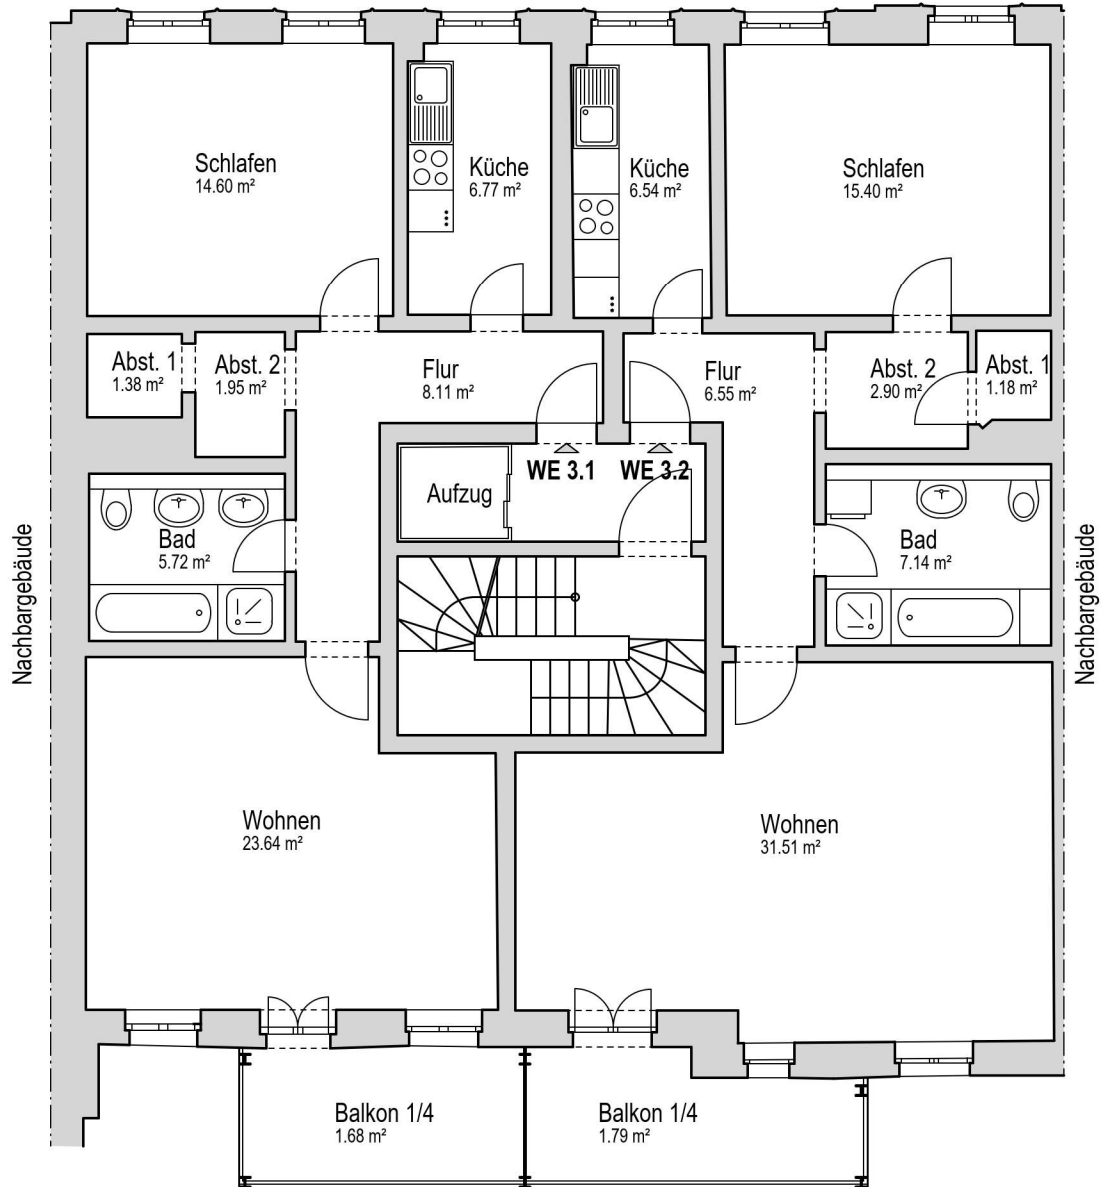 Schlafen
14.60 m²
Küche
6.77 m²
Küche
6.54 m²
Schlafen
15.40 m²
Abst. 1
1.38 m²
Abst. 2
1.95 m²
Flur
8.11 m²
Flur
6.55 m²
Abst. 2
2.90 m²
Abst. 1
1.18 m²
WE 3.1
WE 3.2
Aufzug
Bad
5.72 m²
Bad
7.14 m²
Nachbargebäude
Nachbargebäude
Wohnen
23.64 m²
Wohnen
31.51 m²
Balkon 1/4
1.68 m²
Balkon 1/4
1.79 m²